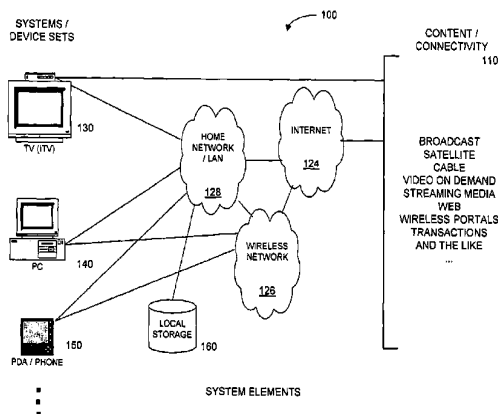 SYSTEMS /
DEVICE SETS
100
CONTENT /
CONNECTIVITY
110
TV (ITV)
130
HOME
NETWORK
/ LAN
128
INTERNET
124
BROADCAST
SATELLITE
CABLE
VIDEO ON DEMAND
STREAMING MEDIA
WEB
WIRELESS PORTALS
TRANSACTIONS
AND THE LIKE
...
PC
140
WIRELESS
NETWORK
126
PDA / PHONE
150
LOCAL
STORAGE
160
SYSTEM ELEMENTS